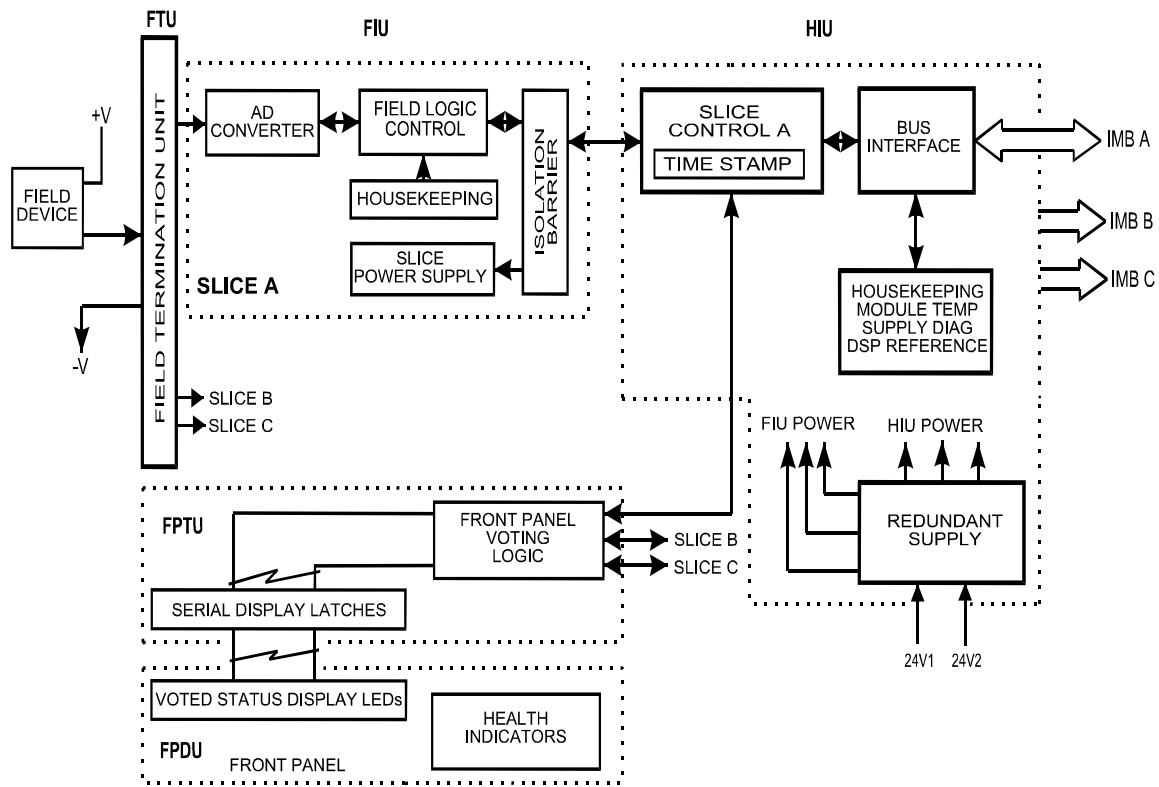 FTU
FIU
HIU
+V
FIELD
DEVICE
-V
FIELD TERMINATION UNIT
AD
CONVERTER
FIELD LOGIC
CONTROL
HOUSEKEEPING
SLICE
POWER SUPPLY
SLICE A
ISOLATION
BARRIER
SLICE
CONTROL A
TIME STAMP
BUS
INTERFACE
IMB A
IMB B
IMB C
HOUSEKEEPING
MODULE TEMP
SUPPLY DIAG
DSP REFERENCE
SLICE B
SLICE C
FIU POWER
HIU POWER
REDUNDANT
SUPPLY
24V1
24V2
FPTU
FRONT PANEL
VOTING
LOGIC
SLICE B
SLICE C
SERIAL DISPLAY LATCHES
VOTED STATUS DISPLAY LEDs
HEALTH
INDICATORS
FPDU
FRONT PANEL